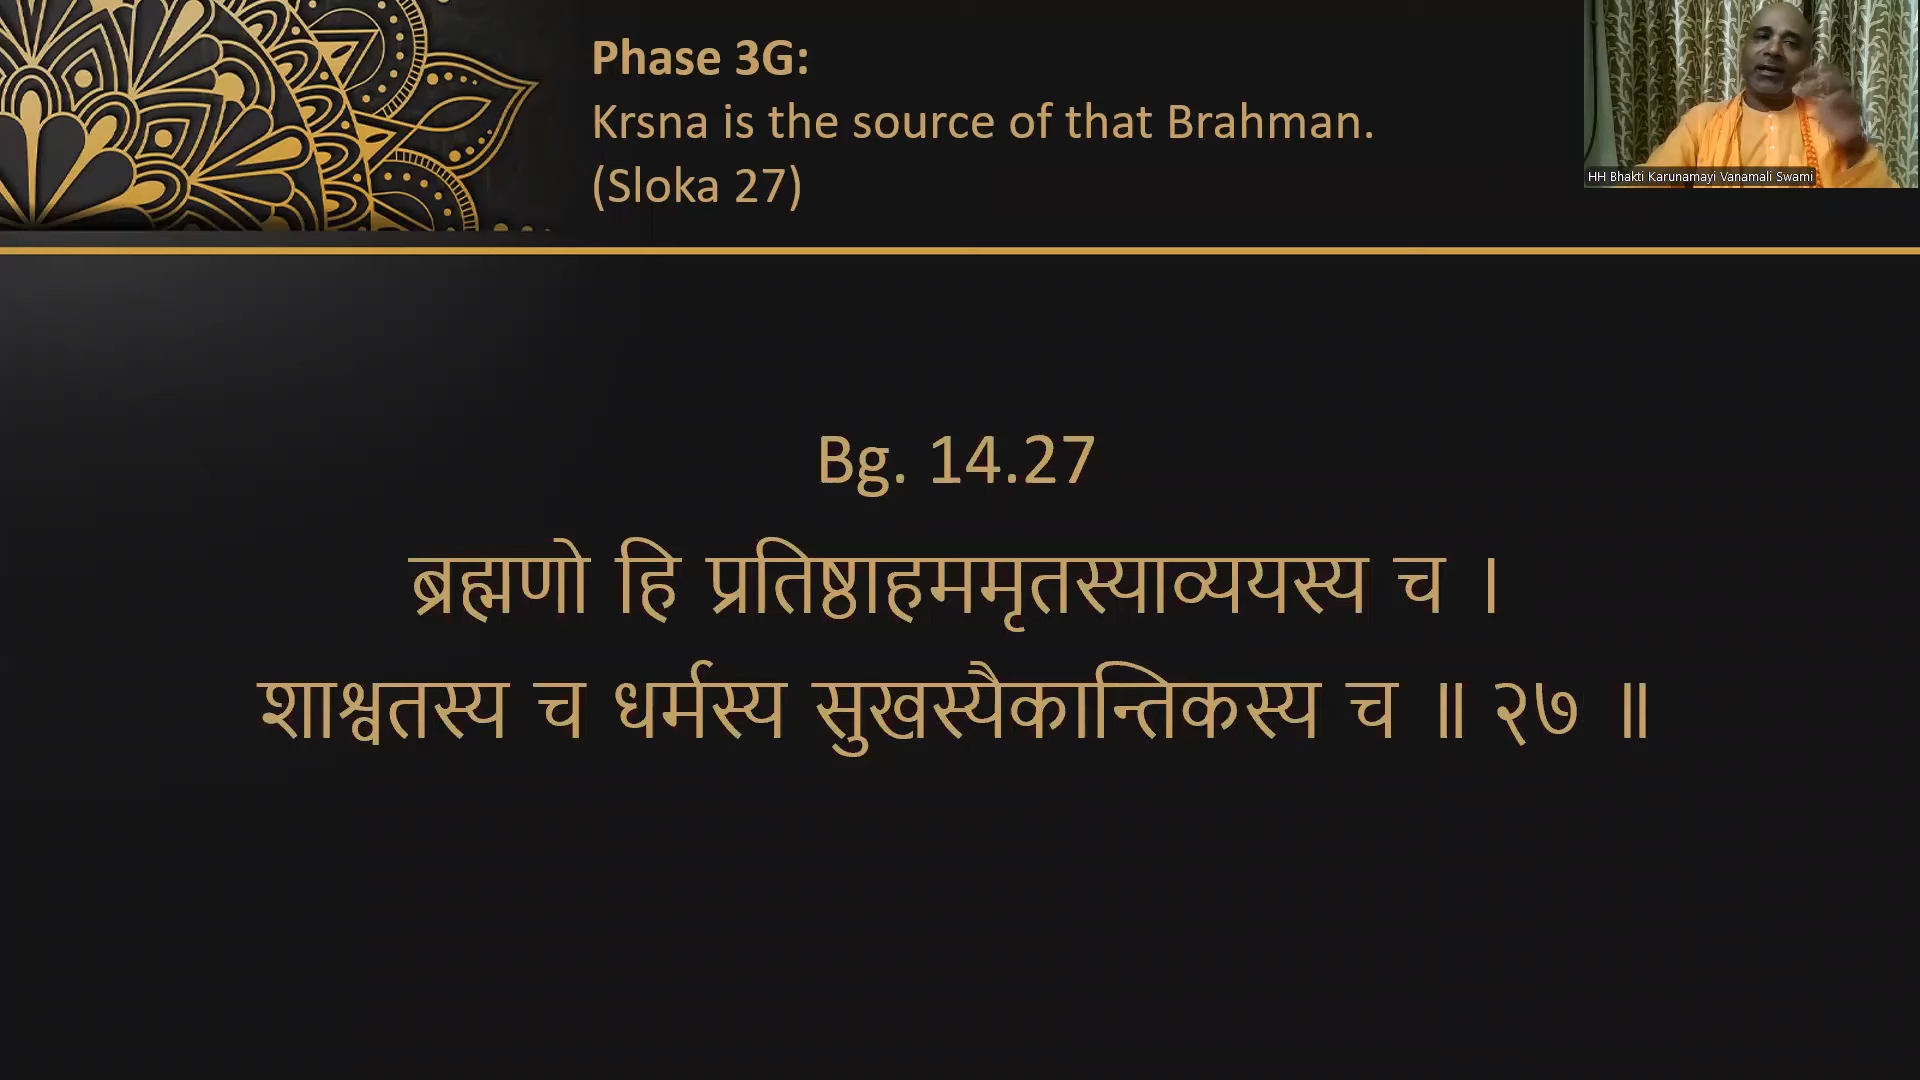 Phase 3G:
Krsna is the source of that Brahman.
(Sloka 27)
HH Bhakti Karunamayi Vanamali Swami
Bg. 14.27
ब्रह्मणो हि प्रतिष्ठाहममृतस्याव्ययस्य च ।
शाश्वतस्य च धर्मस्य सुखस्यैकान्तिकस्य च ॥ २७ ॥